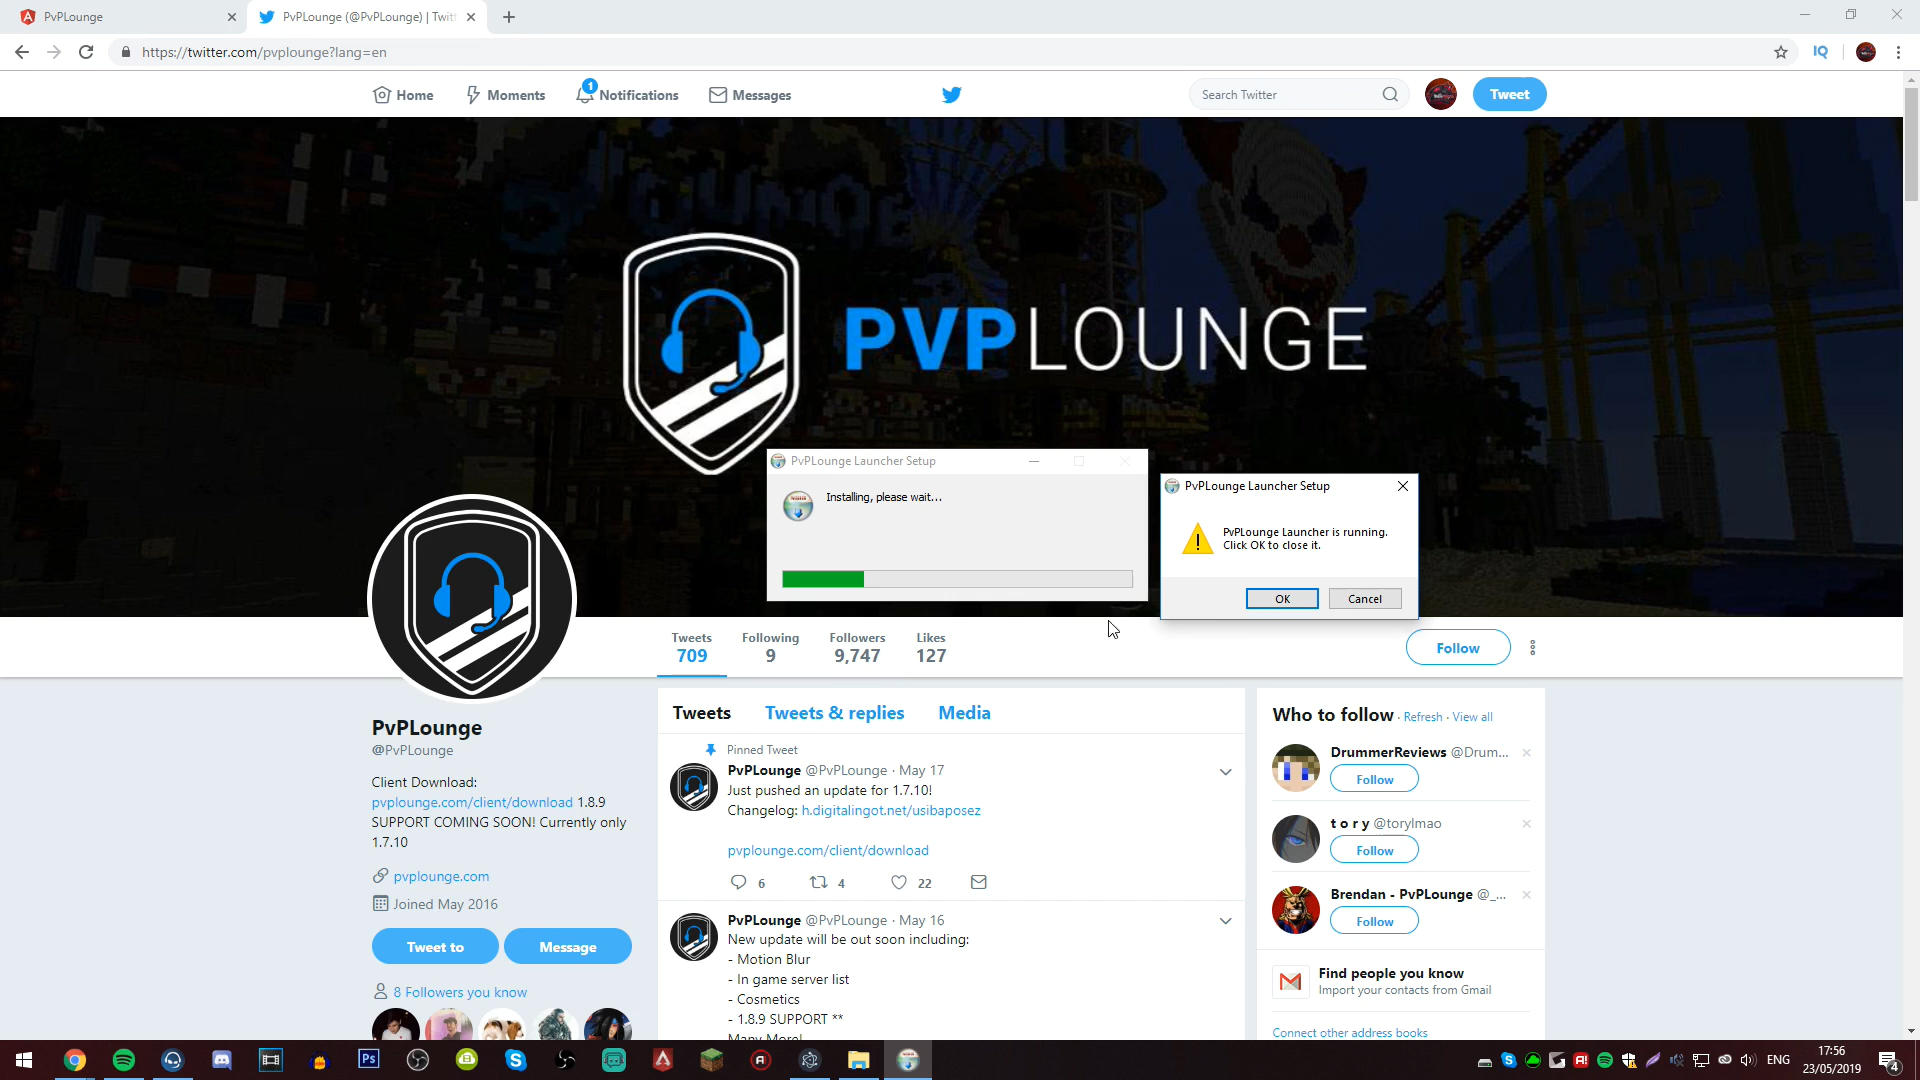 PvPLounge
PvPLounge (@PvPLounge) | Twitt
https://twitter.com/pvplounge?lang=en
IQ
Home
Moments
1
Notifications
Messages
Search Twitter
Tweet
PVPLOUNGE
PvPLounge Launcher Setup
Installing, please wait...
PvPLounge Launcher Setup
PvPLounge Launcher is running.
Click OK to close it.
OK
Cancel
Tweets
709
Following
9
Followers
9,747
Likes
127
Follow
PvPLounge
@PvPLounge
Client Download:
pvplounge.com/client/download 1.8.9
SUPPORT COMING SOON! Currently only
1.7.10
pvplounge.com
Joined May 2016
Tweet to
Message
8 Followers you know
Tweets
Tweets & replies
Media
Pinned Tweet
PvPLounge @PvPLounge · May 17
Just pushed an update for 1.7.10!
Changelog: h.digitalingot.net/usibaposez
pvplounge.com/client/download
6
4
22
PvPLounge @PvPLounge · May 16
New update will be out soon including:
- Motion Blur
- In game server list
- Cosmetics
- 1.8.9 SUPPORT **
Many More!
Who to follow · Refresh · View all
DrummerReviews @Drum...
Follow
t o r y @torylmao
Follow
Brendan - PvPLounge @_...
Follow
Find people you know
Import your contacts from Gmail
Connect other address books
Ps
ENG
17:56
23/05/2019
4